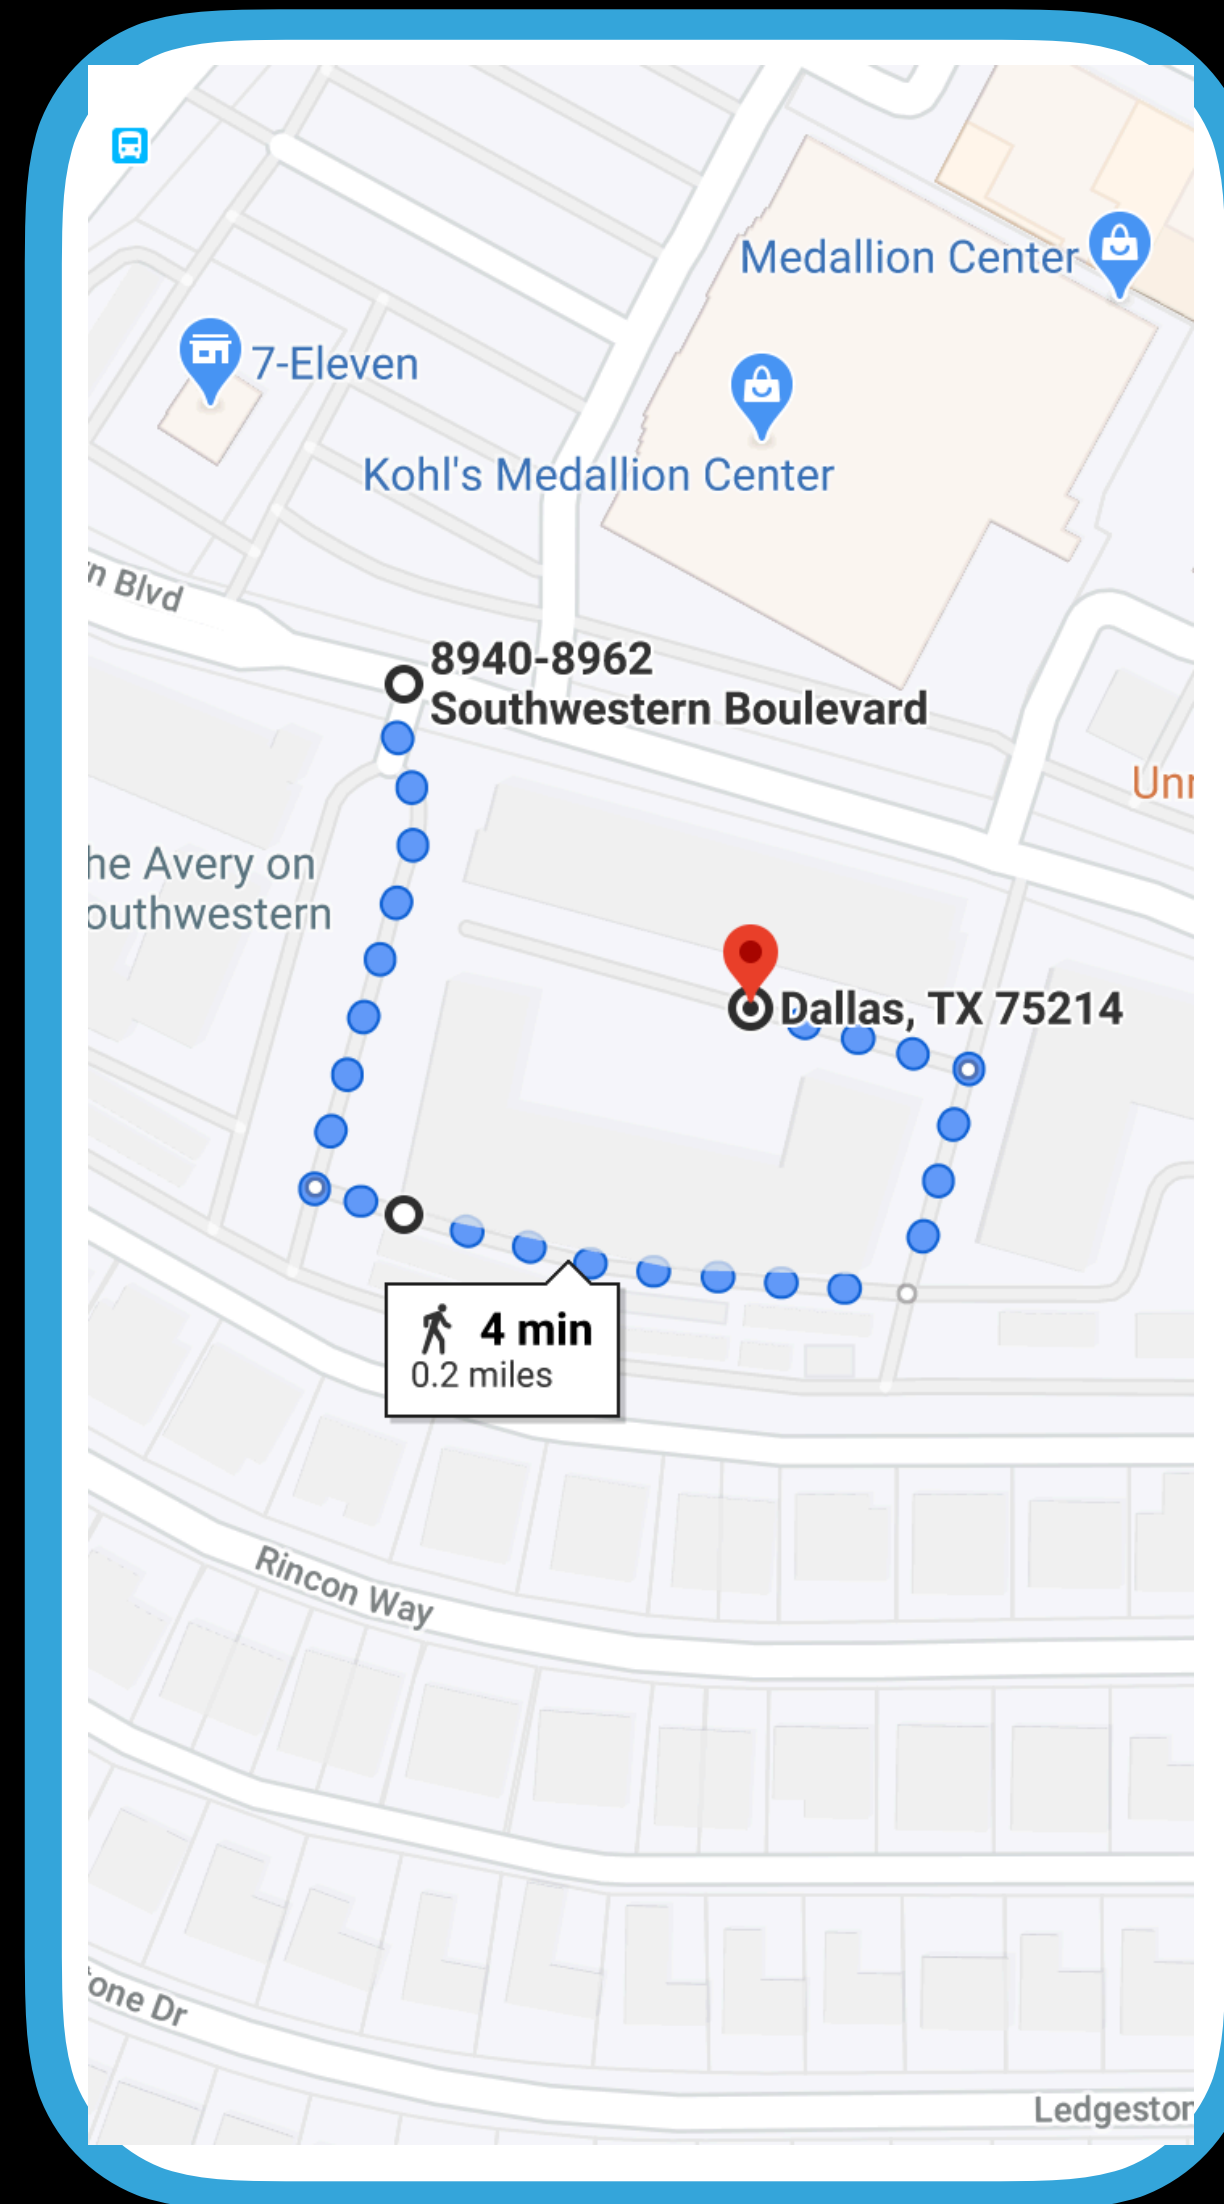 Medallion Center
7-Eleven
Kohl's Medallion Center
n Blvd
8940-8962
Southwestern Boulevard
Unr
he Avery on
outhwestern
Dallas, TX 75214
4 min
0.2 miles
Rincon Way
one Dr
Ledgeston